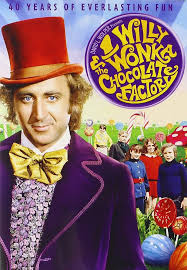 40 YEARS OF EVERLASTING FUN
WILLY
WONKA
& THE
CHOCOLATE
FACTORY